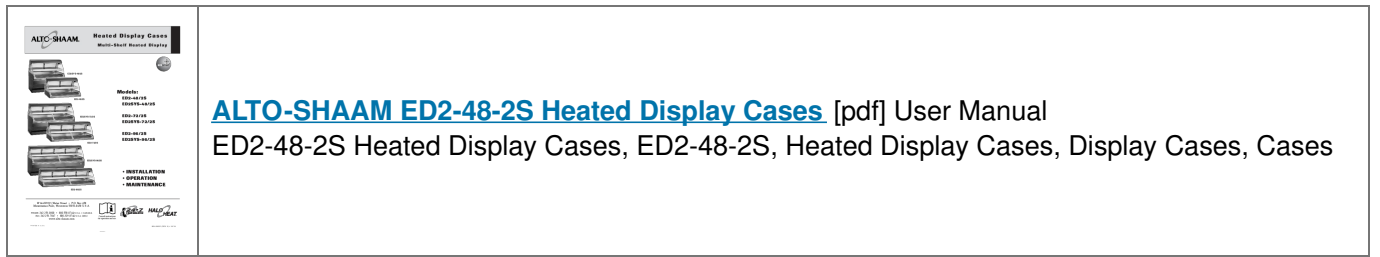 ALTO-SHAAM.
Heated Display Cases
Multi-Shelf Heated Display
Models:
ED2-48/2S
ED2SYS-48/2S
ED2-72/2S
ED2SYS-72/2S
ED2-96/2S
ED2SYS-96/2S
• INSTALLATION
• OPERATION
• MAINTENANCE
HALO HEAT
ALTO-SHAAM ED2-48-2S Heated Display Cases [pdf] User Manual
ED2-48-2S Heated Display Cases, ED2-48-2S, Heated Display Cases, Display Cases, Cases